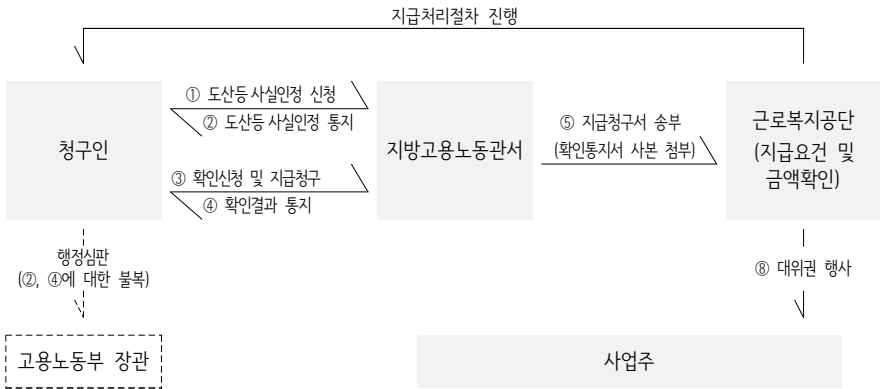 지급처리절차 진행
① 도산등 사실인정 신청
② 도산등 사실인정 통지
청구인
지방고용노동관서
③ 확인신청 및 지급청구
④ 확인결과 통지
⑤ 지급청구서 송부
(확인통지서 사본 첨부)
근로복지공단
(지급요건 및
금액확인)
행정심판
(②, ④에 대한 불복)
⑧ 대위권 행사
고용노동부 장관
사업주